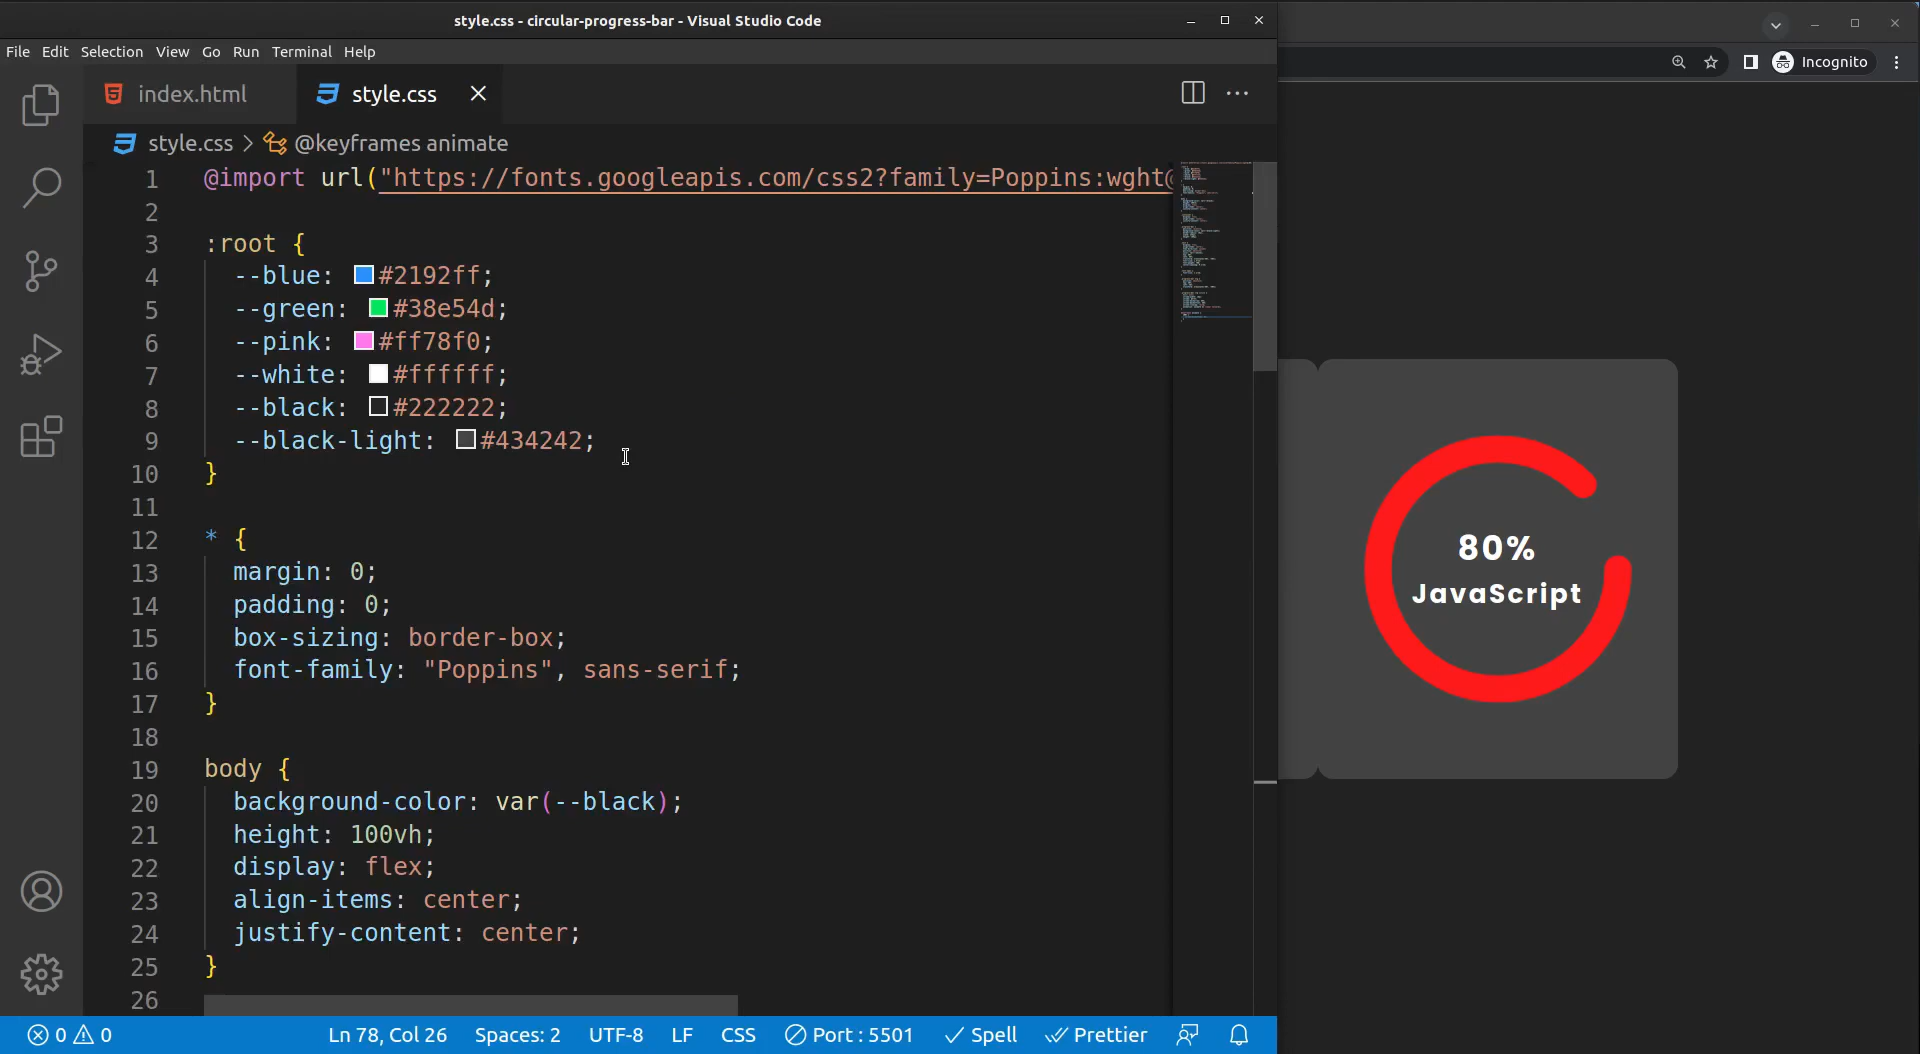 style.css - circular-progress-bar - Visual Studio Code
File Edit Selection View Go Run Terminal Help
Incognito
index.html
style.css
style.css > @keyframes animate
1 @import url("https://fonts.googleapis.com/css2?family=Poppins:wght@
2
3 :root {
4 --blue: #2192ff;
5 --green: #38e54d;
6 --pink: #ff78f0;
7 --white: #ffffff;
8 --black: #222222;
9 --black-light: #434242;
10 }
11
12 * {
13 margin: 0;
14 padding: 0;
15 box-sizing: border-box;
16 font-family: "Poppins", sans-serif;
17 }
18
19 body {
20 background-color: var(--black);
21 height: 100vh;
22 display: flex;
23 align-items: center;
24 justify-content: center;
25 }
26
80%
JavaScript
0 0 Ln 78, Col 26 Spaces: 2 UTF-8 LF CSS Port : 5501 Spell Prettier